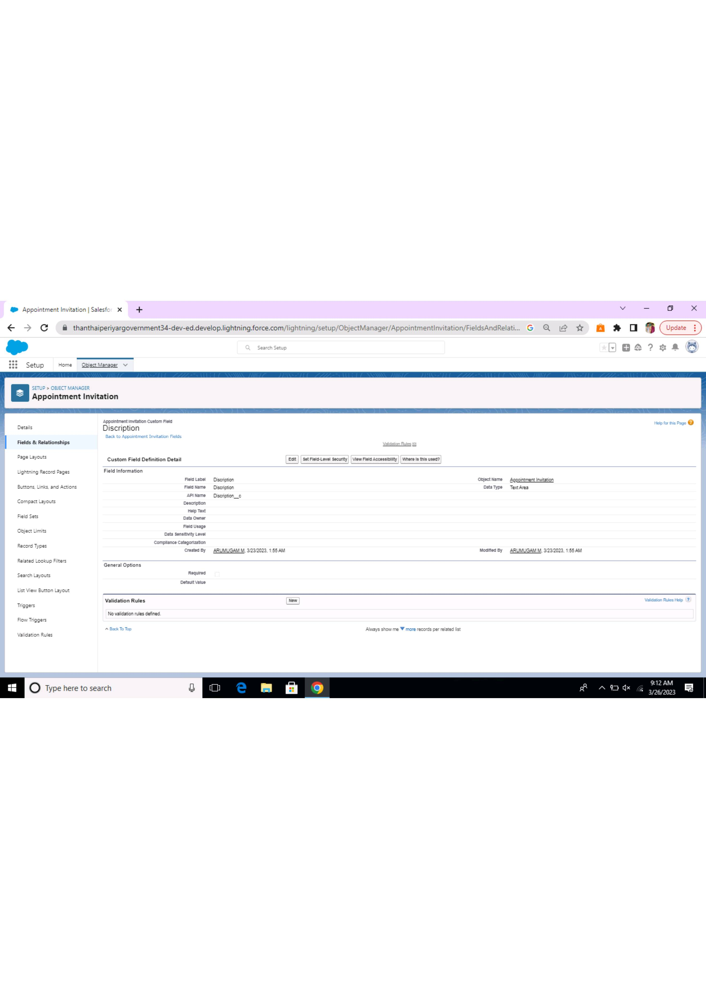 Appointment Invitation | Salesfor
thanthaiperiyargovernment34-dev-ed.develop.lightning.force.com/lightning/setup/ObjectManager/AppointmentInvitation/FieldsAndRelati...
Update
Search Setup
Setup
Home
Object Manager
SETUP > OBJECT MANAGER
Appointment Invitation
Details
Fields & Relationships
Page Layouts
Lightning Record Pages
Buttons, Links, and Actions
Compact Layouts
Field Sets
Object Limits
Record Types
Related Lookup Filters
Search Layouts
List View Button Layout
Triggers
Flow Triggers
Validation Rules
Appointment Invitation Custom Field
Discription
Back to Appointment Invitation Fields
Help for this Page
Validation Rules [0]
Custom Field Definition Detail
Edit
Set Field-Level Security
View Field Accessibility
Where is this used?
Field Information
Field Label Discription
Object Name Appointment Invitation
Field Name Discription
Data Type Text Area
API Name Discription__c
Description
Help Text
Data Owner
Field Usage
Data Sensitivity Level
Compliance Categorization
Created By ARUMUGAM M, 3/23/2023, 1:55 AM
Modified By ARUMUGAM M, 3/23/2023, 1:55 AM
General Options
Required
Default Value
Validation Rules
New
Validation Rules Help ?
No validation rules defined.
^ Back To Top
Always show me more records per related list
Type here to search
9:12 AM
3/26/2023